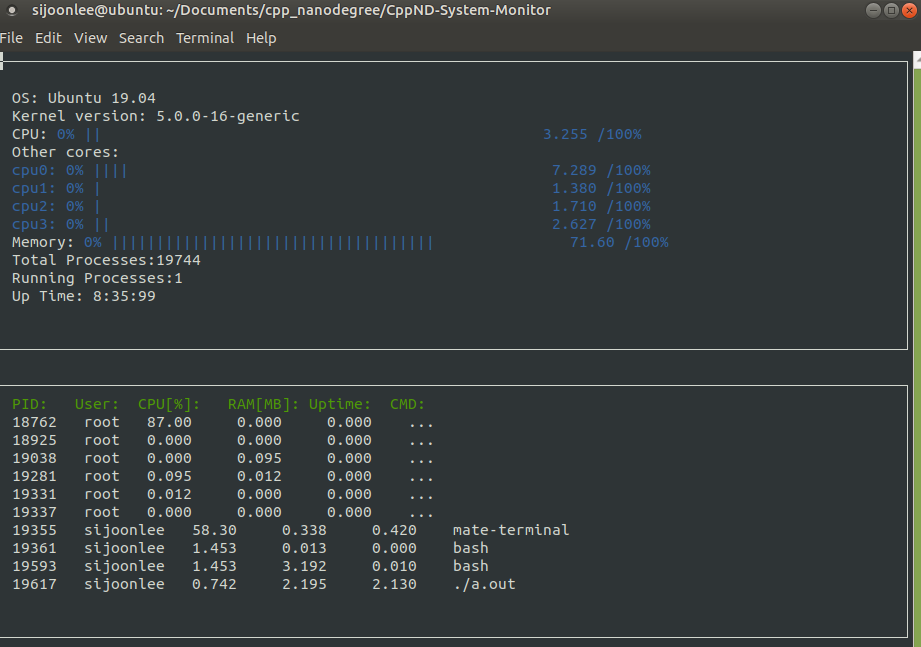 sijoonlee@ubuntu: ~/Documents/cpp_nanodegree/CppND-System-Monitor
File Edit View Search Terminal Help
OS: Ubuntu 19.04
Kernel version: 5.0.0-16-generic
CPU: 0% || 3.255 /100%
Other cores:
cpu0: 0% |||| 7.289 /100%
cpu1: 0% | 1.380 /100%
cpu2: 0% | 1.710 /100%
cpu3: 0% || 2.627 /100%
Memory: 0% |||||||||||||||||||||||||||||||||||| 71.60 /100%
Total Processes:19744
Running Processes:1
Up Time: 8:35:99
PID: User: CPU[%]: RAM[MB]: Uptime: CMD:
18762 root 87.00 0.000 0.000 ...
18925 root 0.000 0.000 0.000 ...
19038 root 0.000 0.095 0.000 ...
19281 root 0.095 0.012 0.000 ...
19331 root 0.012 0.000 0.000 ...
19337 root 0.000 0.000 0.000 ...
19355 sijoonlee 58.30 0.338 0.420 mate-terminal
19361 sijoonlee 1.453 0.013 0.000 bash
19593 sijoonlee 1.453 3.192 0.010 bash
19617 sijoonlee 0.742 2.195 2.130 ./a.out